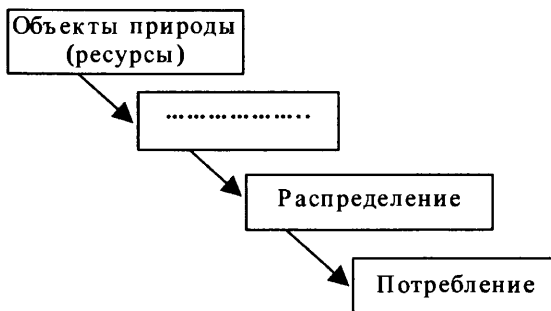 Объекты природы
(ресурсы)
.....................
Распределение
Потребление